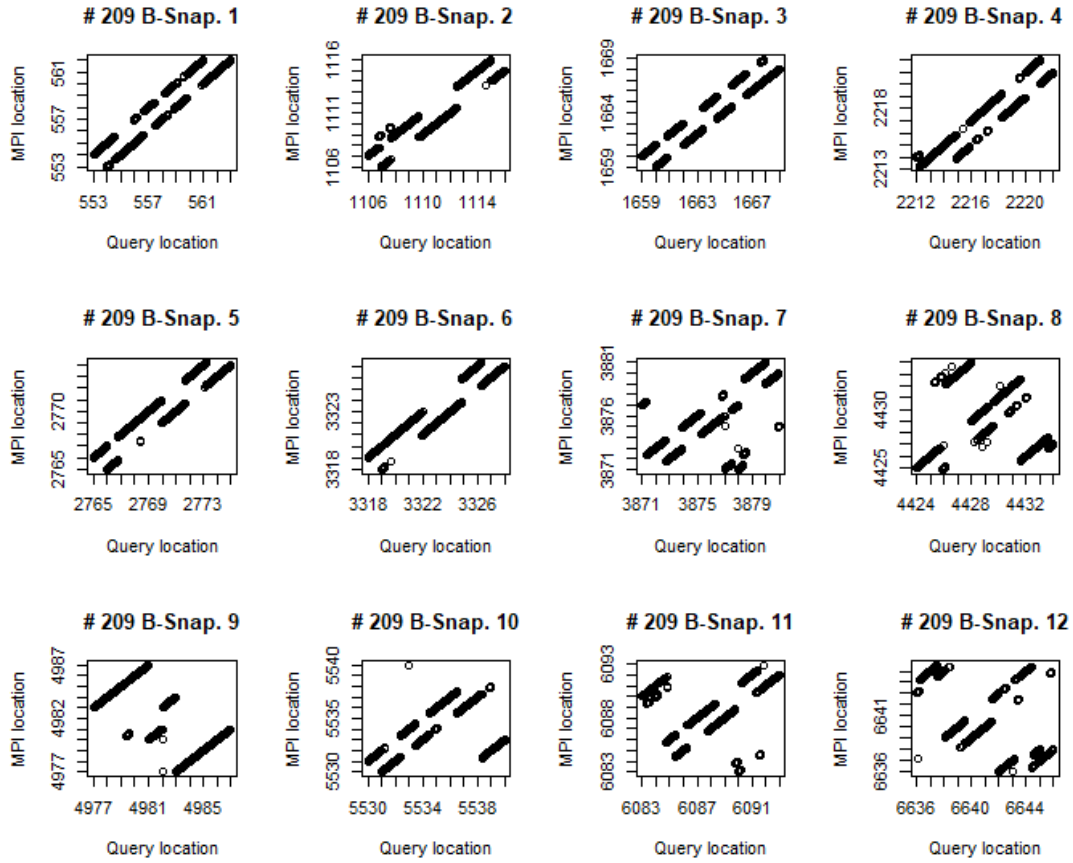 # 209 B-Snap. 1
MPI location
553 557 561
553 557 561
Query location
# 209 B-Snap. 2
MPI location
1106 1111 1116
1106 1110 1114
Query location
# 209 B-Snap. 3
MPI location
1659 1664 1669
1659 1663 1667
Query location
# 209 B-Snap. 4
MPI location
2213 2218
2212 2216 2220
Query location
# 209 B-Snap. 5
MPI location
2765 2770
2765 2769 2773
Query location
# 209 B-Snap. 6
MPI location
3318 3323
3318 3322 3326
Query location
# 209 B-Snap. 7
MPI location
3871 3876 3881
3871 3875 3879
Query location
# 209 B-Snap. 8
MPI location
4425 4430
4424 4428 4432
Query location
# 209 B-Snap. 9
MPI location
4977 4982 4987
4977 4981 4985
Query location
# 209 B-Snap. 10
MPI location
5530 5535 5540
5530 5534 5538
Query location
# 209 B-Snap. 11
MPI location
6083 6088 6093
6083 6087 6091
Query location
# 209 B-Snap. 12
MPI location
6636 6641
6636 6640 6644
Query location